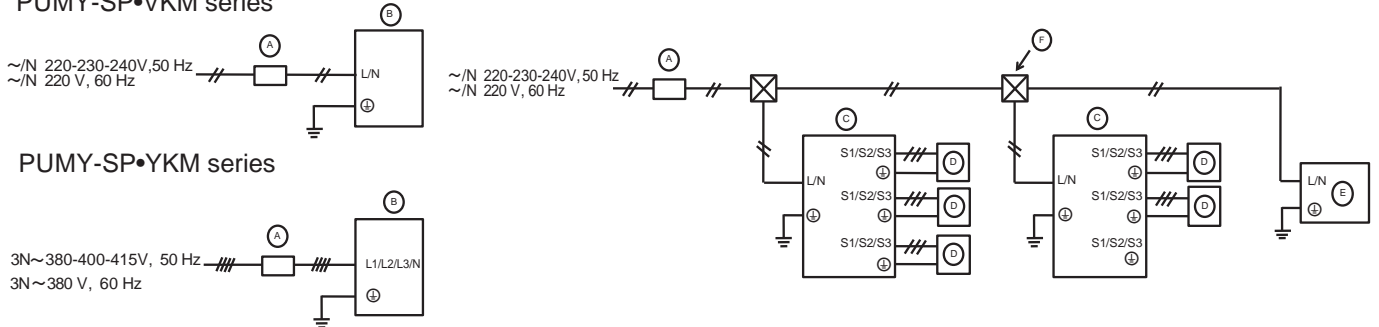 PUMY-SP•VKM series
B
A
~/N 220-230-240V,50 Hz
~/N 220 V, 60 Hz
L/N
PUMY-SP•YKM series
B
A
3N~380-400-415V, 50 Hz
3N~380 V, 60 Hz
L1/L2/L3/N
F
A
~/N 220-230-240V,50 Hz
~/N 220 V, 60 Hz
C
S1/S2/S3
D
L/N
S1/S2/S3
D
S1/S2/S3
D
C
S1/S2/S3
D
L/N
S1/S2/S3
D
S1/S2/S3
L/N
E